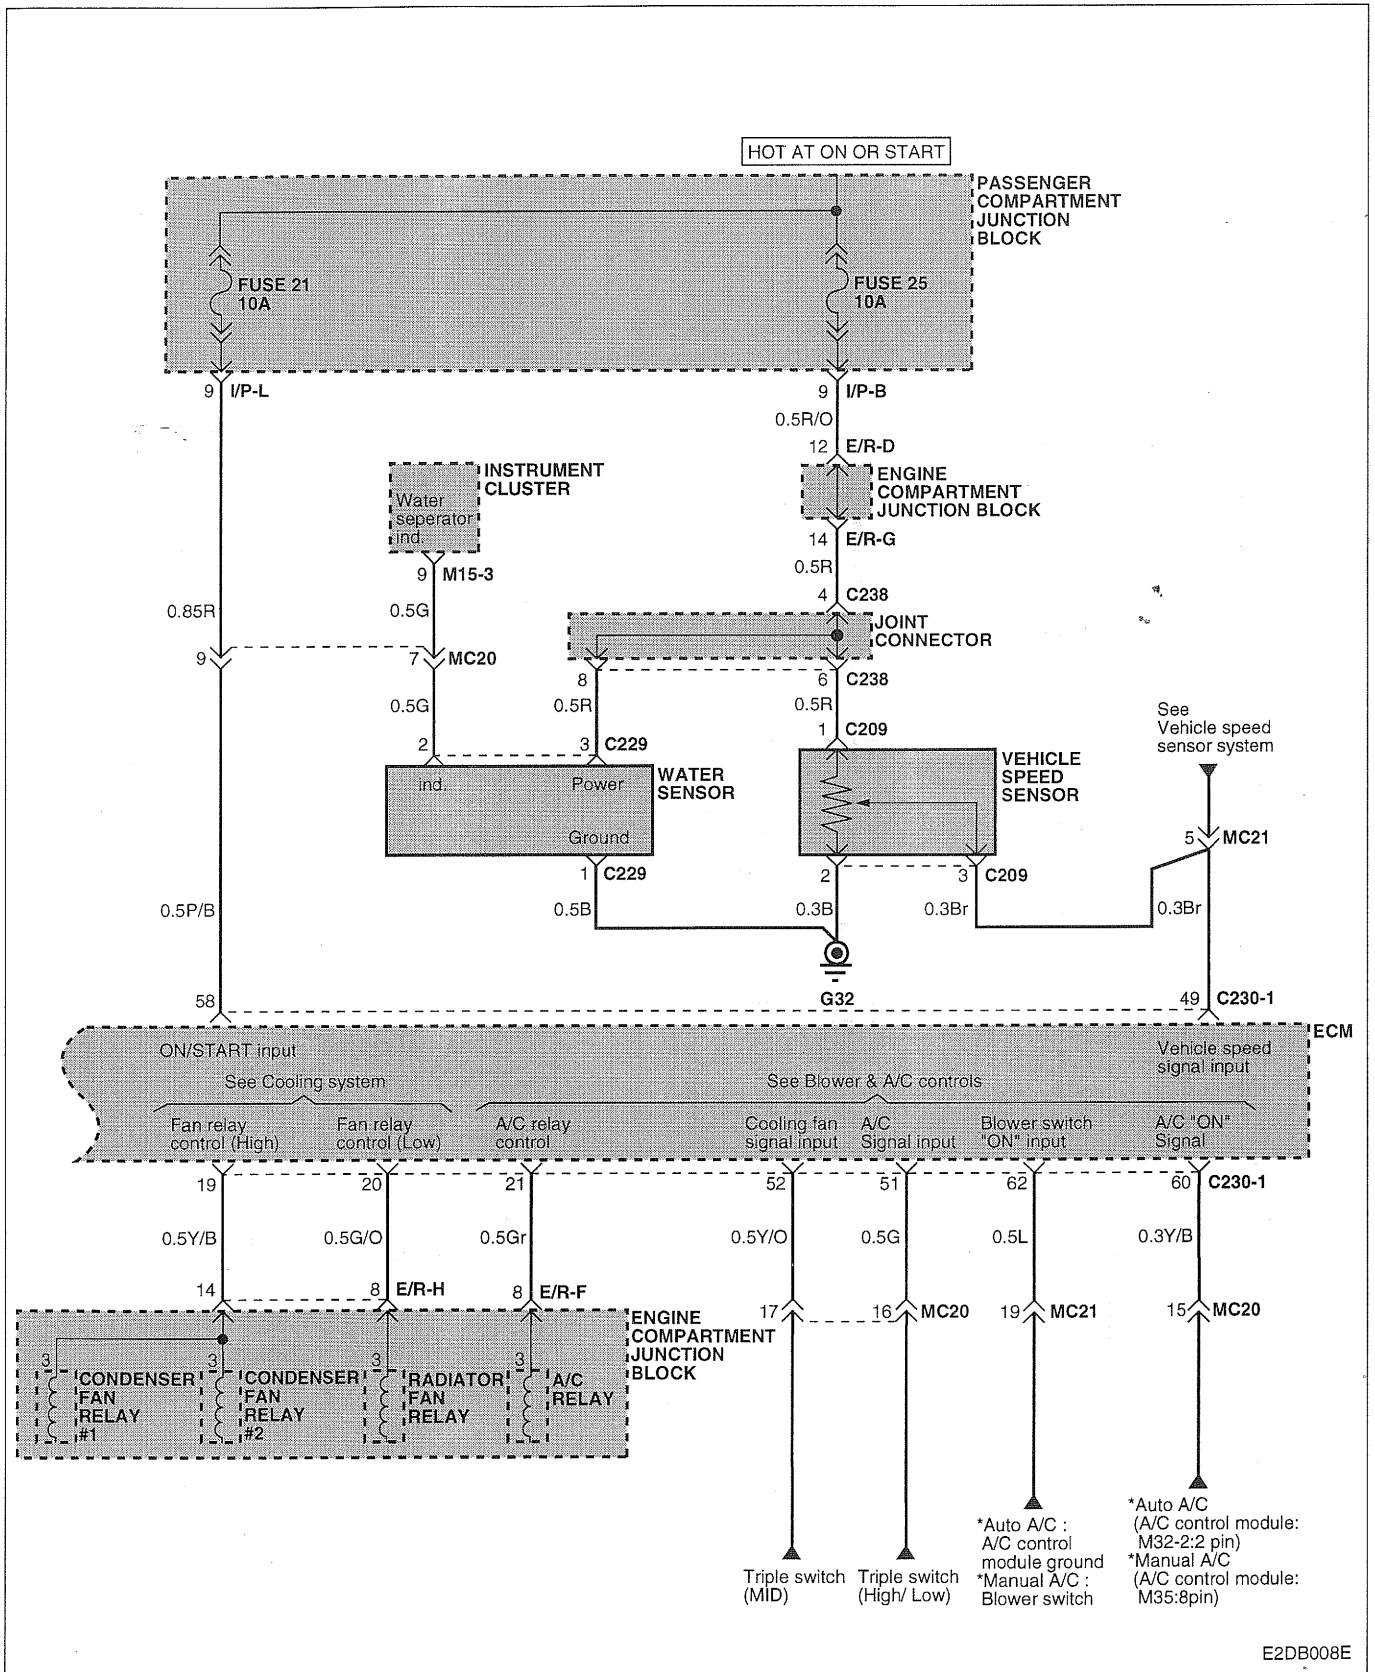 HOT AT ON OR START
PASSENGER
COMPARTMENT
JUNCTION
BLOCK
FUSE 21
10A
FUSE 25
10A
9 I/P-L
9 I/P-B
0.5R/O
12 E/R-D
INSTRUMENT
CLUSTER
Water
seperator
ind.
ENGINE
COMPARTMENT
JUNCTION BLOCK
14 E/R-G
9 M15-3
0.5R
4 C238
0.85R
0.5G
JOINT
CONNECTOR
9
7 MC20
8
6 C238
0.5G
0.5R
0.5R
See
Vehicle speed
sensor system
1 C209
2
3 C229
WATER
SENSOR
ind.
Power
Ground
VEHICLE
SPEED
SENSOR
5 MC21
1 C229
2
3 C209
0.5P/B
0.5B
0.3B
0.3Br
0.3Br
G32
58
49 C230-1
ECM
ON/START input
Vehicle speed
signal input
See Cooling system
See Blower & A/C controls
Fan relay
control (High)
Fan relay
control (Low)
A/C relay
control
Cooling fan
signal input
A/C
Signal input
Blower switch
"ON" input
A/C "ON"
Signal
19
20
21
52
51
62
60 C230-1
0.5Y/B
0.5G/O
0.5Gr
0.5Y/O
0.5G
0.5L
0.3Y/B
14
8 E/R-H
8 E/R-F
17
16 MC20
19 MC21
15 MC20
ENGINE
COMPARTMENT
JUNCTION
BLOCK
3
3
3
3
CONDENSER
FAN
RELAY
#1
CONDENSER
FAN
RELAY
#2
RADIATOR
FAN
RELAY
A/C
RELAY
Triple switch
(MID)
Triple switch
(High/ Low)
*Auto A/C :
A/C control
module ground
*Manual A/C :
Blower switch
*Auto A/C
(A/C control module:
M32-2:2 pin)
*Manual A/C
(A/C control module:
M35:8pin)
E2DB008E